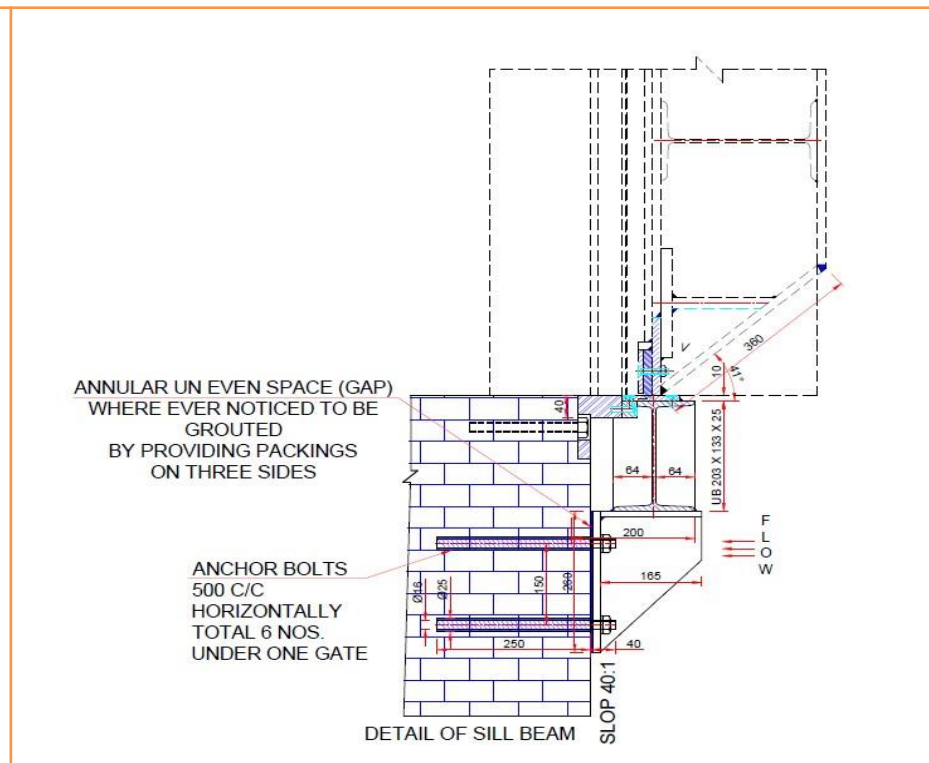 360
10
41°
ANNULAR UN EVEN SPACE (GAP)
WHERE EVER NOTICED TO BE
GROUTED
BY PROVIDING PACKINGS
ON THREE SIDES
40
64
64
UB 203 X 133 X 25
200
FLOW
165
ANCHOR BOLTS
500 C/C
HORIZONTALLY
TOTAL 6 NOS.
UNDER ONE GATE
Ø16
Ø25
150
260
250
40
SLOP 40:1
DETAIL OF SILL BEAM